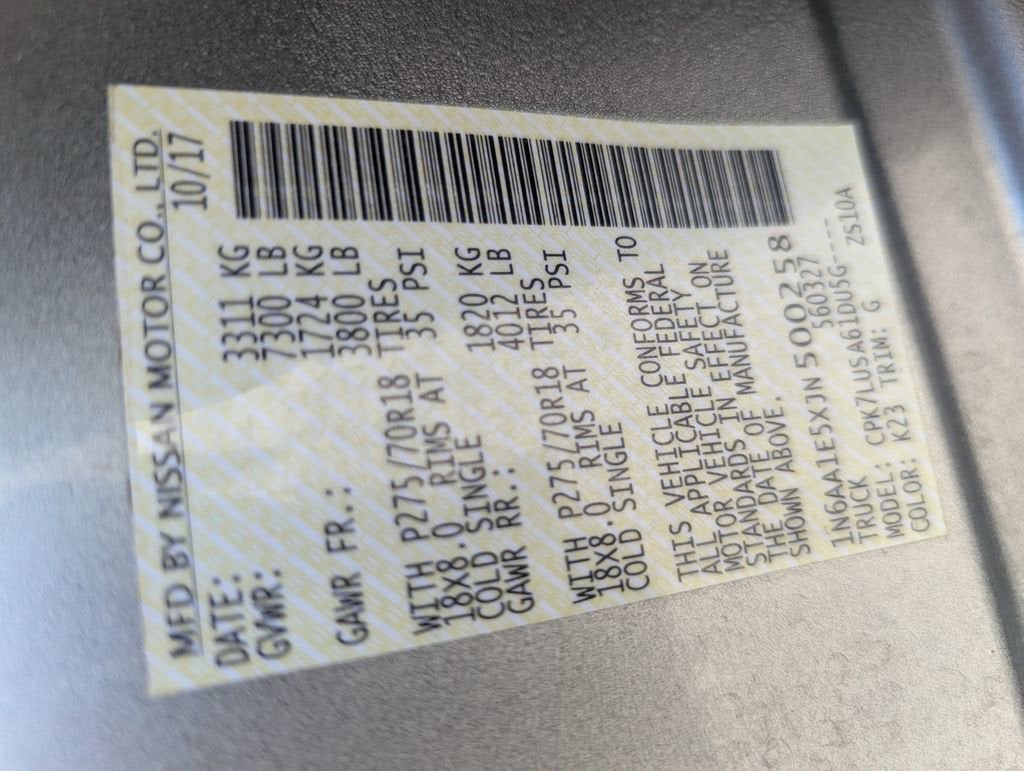 MFD BY NISSAN MOTOR CO., LTD.
DATE: 10/17
GVWR: 3311 KG
7300 LB
GAWR FR.: 1724 KG
3800 LB
WITH P275/70R18 TIRES
18X8.0 RIMS AT 35 PSI
COLD SINGLE
GAWR RR.: 1820 KG
4012 LB
WITH P275/70R18 TIRES
18X8.0 RIMS AT 35 PSI
COLD SINGLE
THIS VEHICLE CONFORMS TO
ALL APPLICABLE FEDERAL
MOTOR VEHICLE SAFETY
STANDARDS IN EFFECT ON
THE DATE OF MANUFACTURE
SHOWN ABOVE.
1N6AA1E5XJN500258
TRUCK 560327
MODEL: CPK7LUSA61DU5G----
COLOR: K23 TRIM: G ZS10A